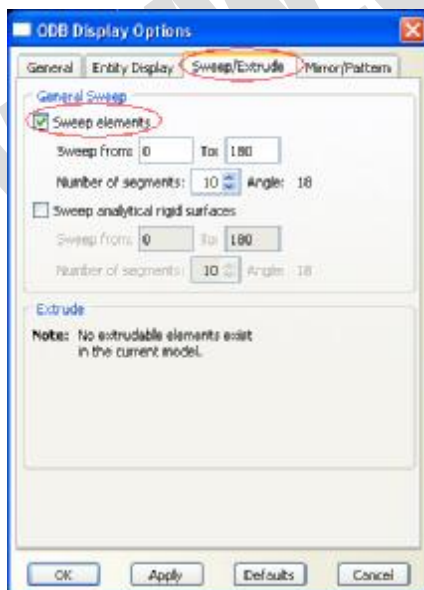 ODB Display Options
General Entity Display Sweep/Extrude Mirror/Pattern
General Sweep
Sweep elements
Sweep from: 0 To: 180
Number of segments: 10 Angle: 18
Sweep analytical rigid surfaces
Sweep from: 0 To: 180
Number of segments: 10 Angle: 18
Extrude
Note: No extrudable elements exist
in the current model.
OK Apply Defaults Cancel